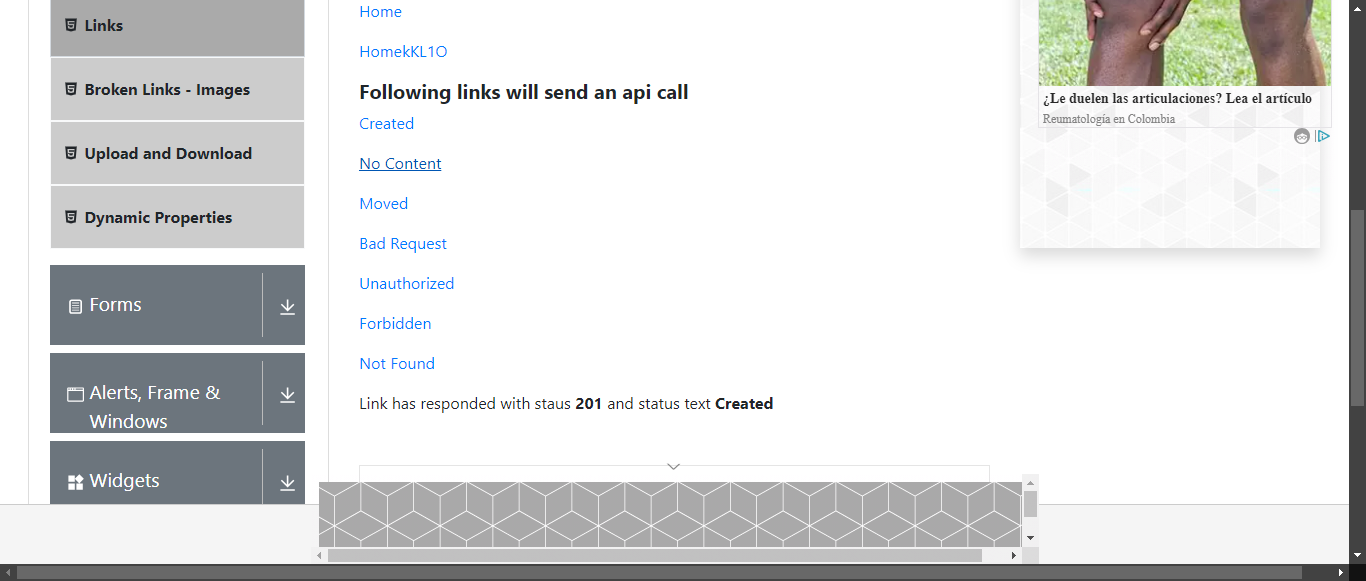 Links
Broken Links - Images
Upload and Download
Dynamic Properties
Forms
Alerts, Frame &
Windows
Widgets
Home
HomekKL1O
Following links will send an api call
Created
No Content
Moved
Bad Request
Unauthorized
Forbidden
Not Found
Link has responded with staus 201 and status text Created
¿Le duelen las articulaciones? Lea el artículo
Reumatología en Colombia